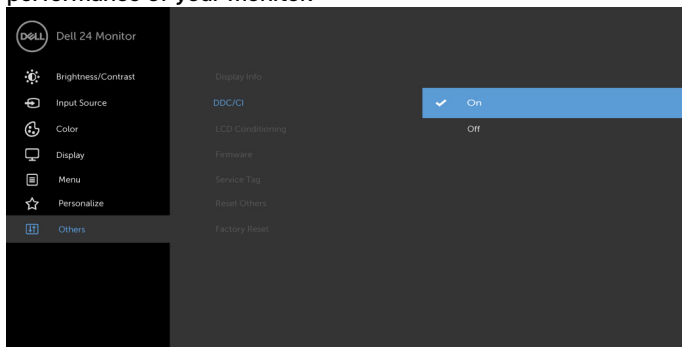 performance of your monitor.
DELL Dell 24 Monitor
Brightness/Contrast
Display Info
Input Source
DDC/CI
On
Color
LCD Conditioning
Off
Display
Firmware
Menu
Service Tag
Personalize
Reset Others
Others
Factory Reset